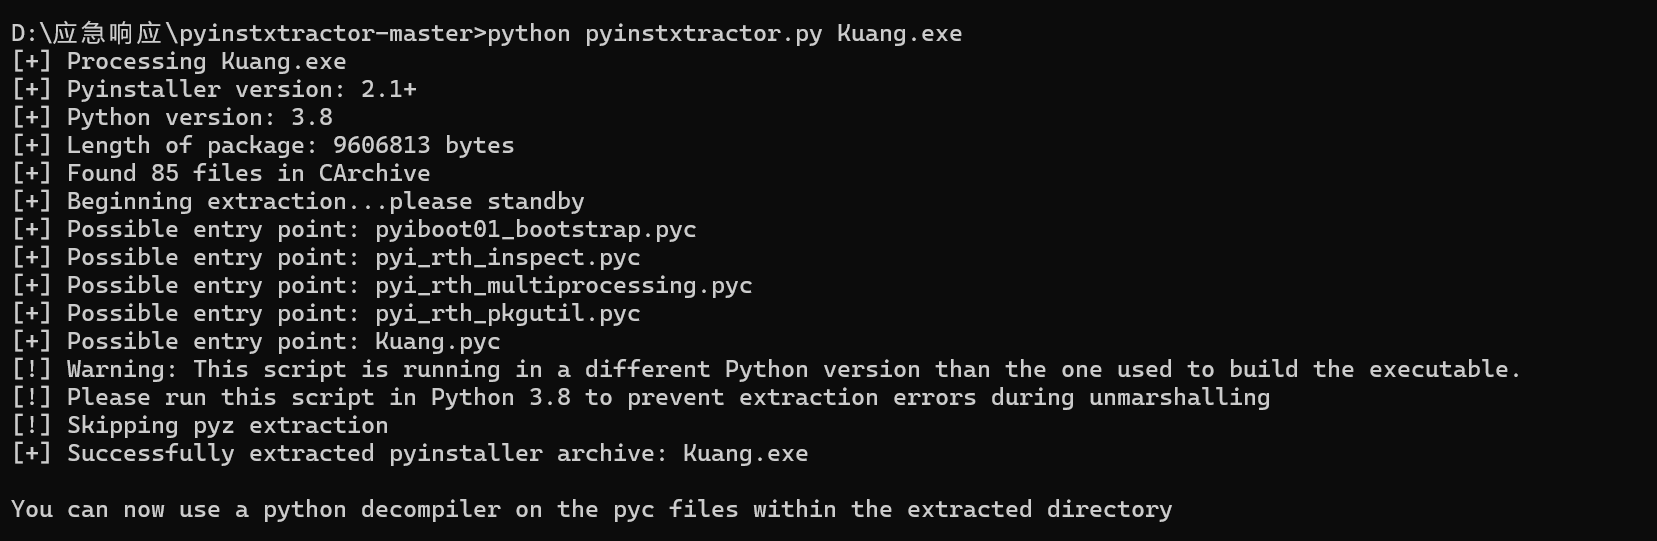 D:\应急响应\pyinstxtractor-master>python pyinstxtractor.py Kuang.exe
[+] Processing Kuang.exe
[+] Pyinstaller version: 2.1+
[+] Python version: 3.8
[+] Length of package: 9606813 bytes
[+] Found 85 files in CArchive
[+] Beginning extraction...please standby
[+] Possible entry point: pyiboot01_bootstrap.pyc
[+] Possible entry point: pyi_rth_inspect.pyc
[+] Possible entry point: pyi_rth_multiprocessing.pyc
[+] Possible entry point: pyi_rth_pkgutil.pyc
[+] Possible entry point: Kuang.pyc
[!] Warning: This script is running in a different Python version than the one used to build the executable.
[!] Please run this script in Python 3.8 to prevent extraction errors during unmarshalling
[!] Skipping pyz extraction
[+] Successfully extracted pyinstaller archive: Kuang.exe
You can now use a python decompiler on the pyc files within the extracted directory